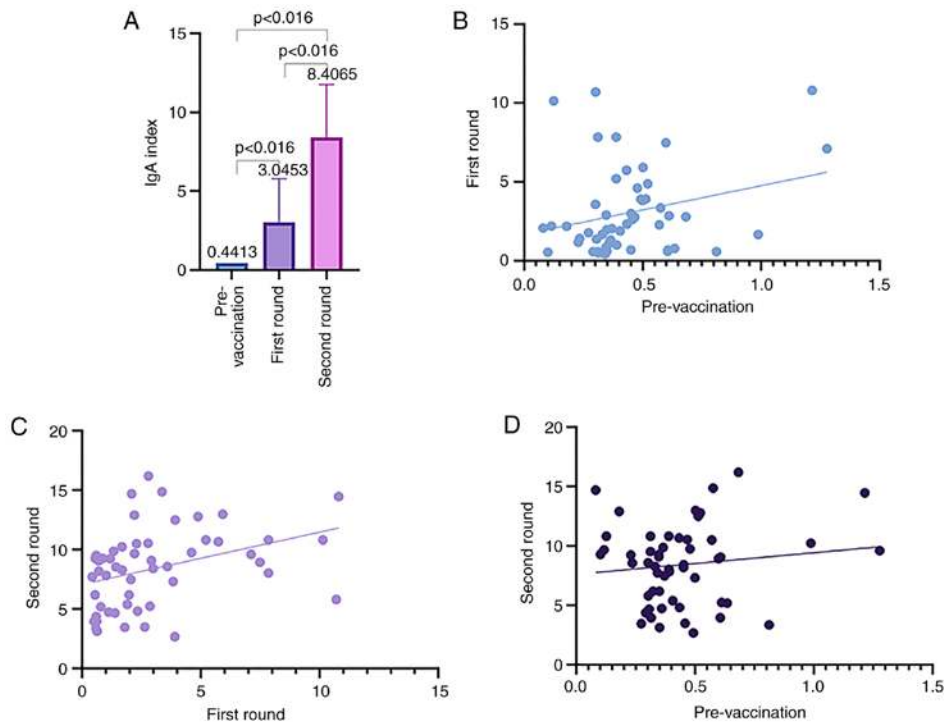 A
p<0.016
p<0.016
8.4065
p<0.016
3.0453
0.4413
IgA index
15
10
5
0
Pre-
vaccination
First round
Second round
B
First round
15
10
5
0
0.0
0.5
1.0
1.5
Pre-vaccination
C
Second round
20
15
10
5
0
0
5
10
15
First round
D
Second round
20
15
10
5
0
0.0
0.5
1.0
1.5
Pre-vaccination